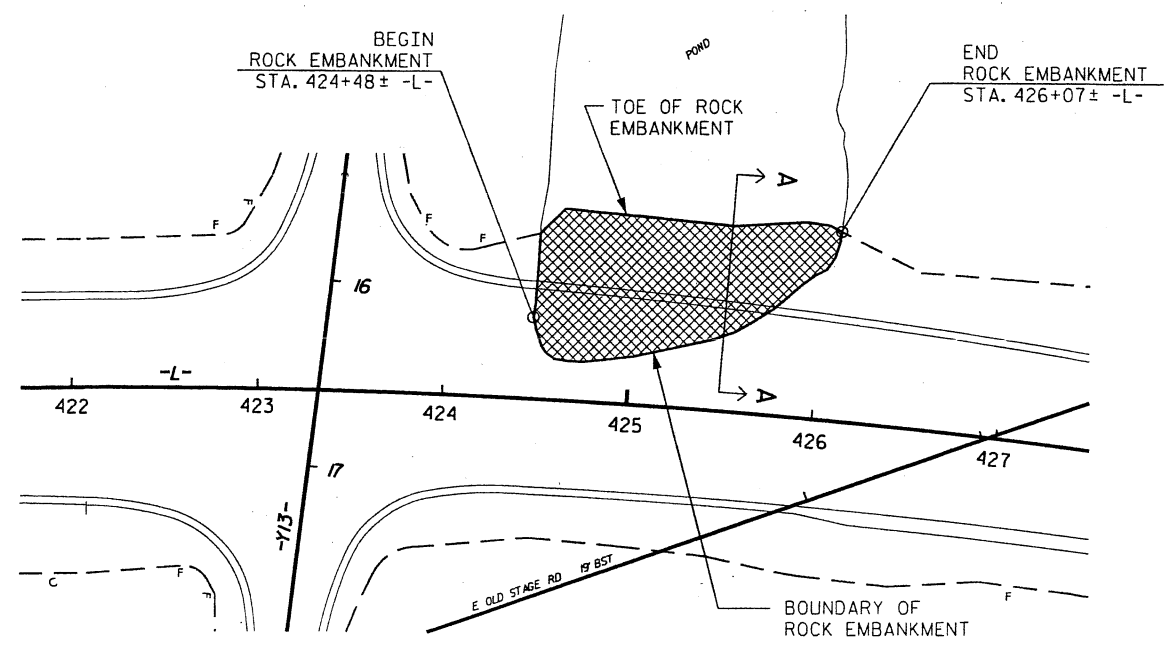 BEGIN
ROCK EMBANKMENT
STA. 424+48± -L-
POND
END
ROCK EMBANKMENT
STA. 426+07± -L-
TOE OF ROCK
EMBANKMENT
A
F
F
F
F
16
-L-
422
423
424
425
426
427
A
17
-Y13-
C
F
F
E OLD STAGE RD 19' BST
F
BOUNDARY OF
ROCK EMBANKMENT